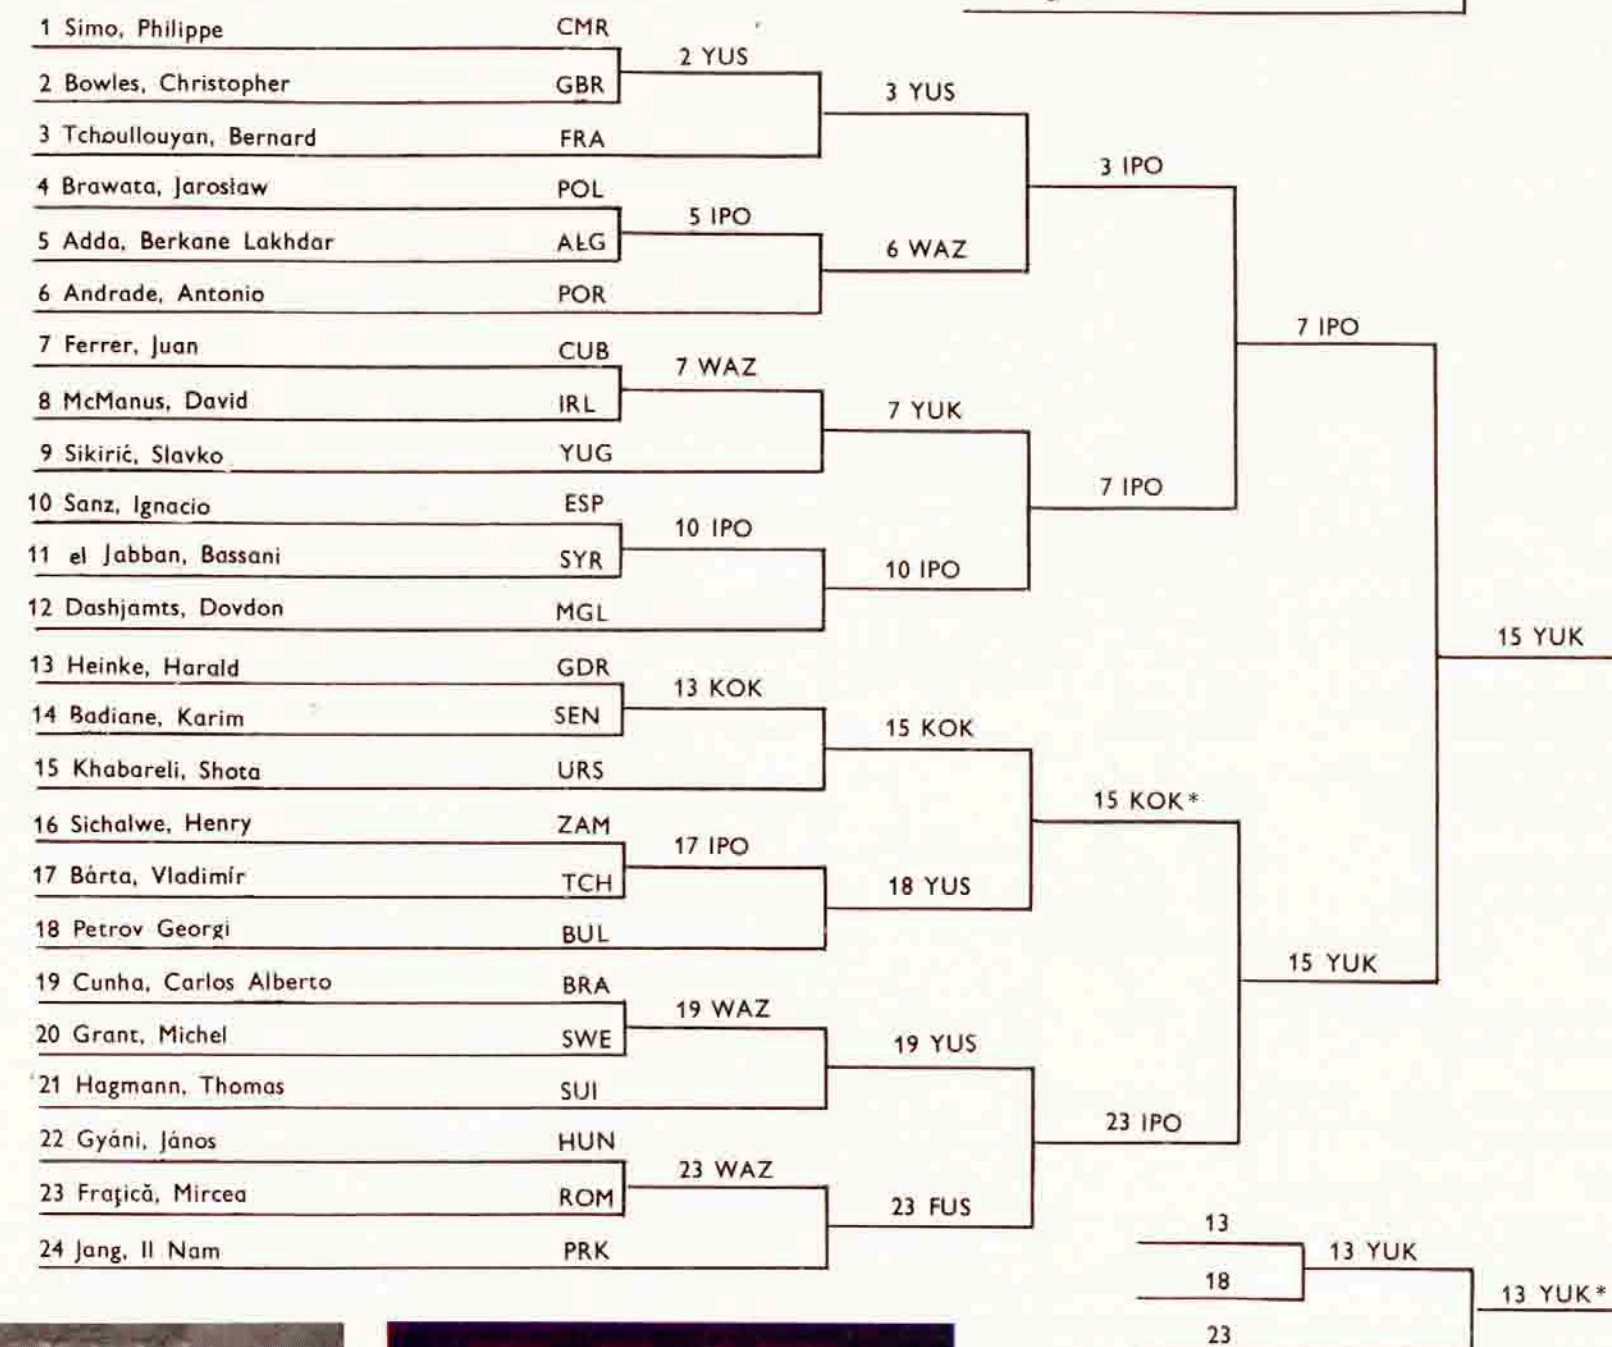 1 Simo, Philippe CMR
2 YUS
2 Bowles, Christopher GBR
3 YUS
3 Tchoullouyan, Bernard FRA
3 IPO
4 Brawata, Jarosław POL
5 IPO
5 Adda, Berkane Lakhdar AŁG
6 WAZ
6 Andrade, Antonio POR
7 IPO
7 Ferrer, Juan CUB
7 WAZ
8 McManus, David IRL
7 YUK
9 Sikirić, Slavko YUG
7 IPO
10 Sanz, Ignacio ESP
10 IPO
11 el Jabban, Bassani SYR
10 IPO
12 Dashjamts, Dovdon MGL
15 YUK
13 Heinke, Harald GDR
13 KOK
14 Badiane, Karim SEN
15 KOK
15 Khabareli, Shota URS
15 KOK*
16 Sichalwe, Henry ZAM
17 IPO
17 Bárta, Vladimír TCH
18 YUS
18 Petrov Georgi BUL
15 YUK
19 Cunha, Carlos Alberto BRA
19 WAZ
20 Grant, Michel SWE
19 YUS
21 Hagmann, Thomas SUI
23 IPO
22 Gyáni, János HUN
23 WAZ
23 Fraţică, Mircea ROM
23 FUS
24 Jang, Il Nam PRK
13
13 YUK
18
13 YUK*
23